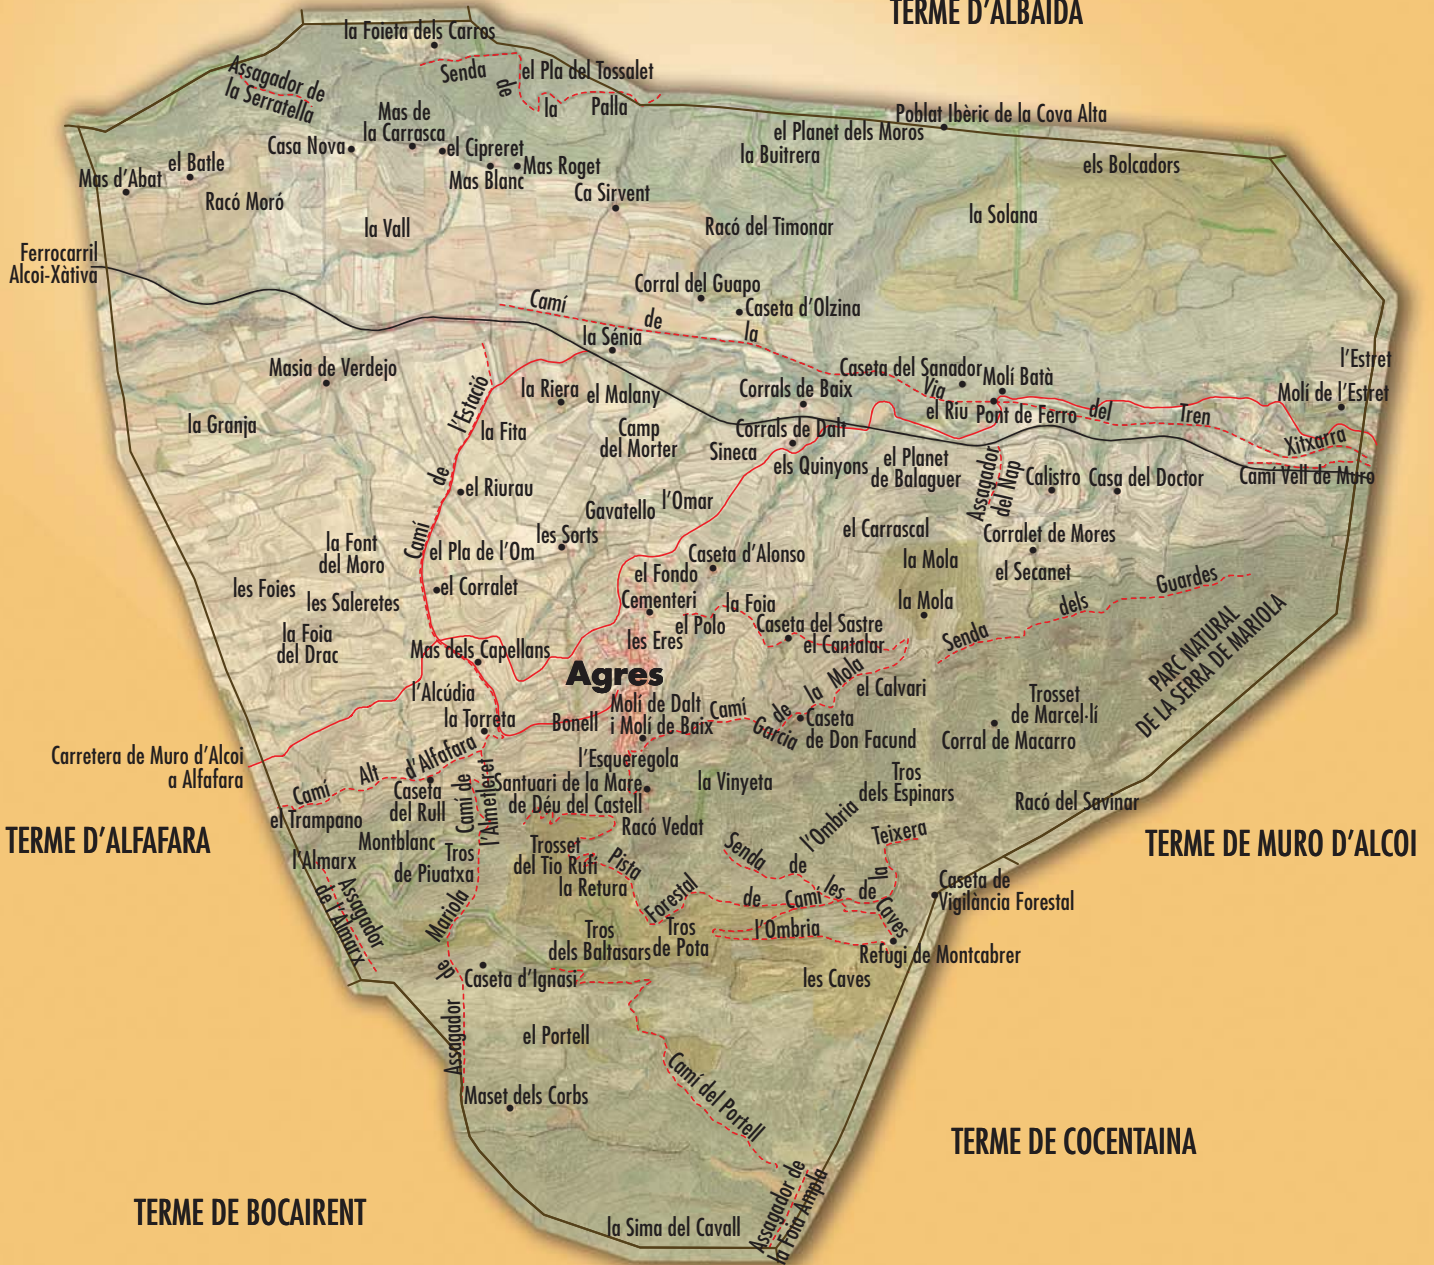 TERME D'ALBAIDA
la Foieta dels Carros
Assagador de
la Serratella
Senda
de
la
Palla
el Pla del Tossalet
Poblat Ibèric de la Cova Alta
el Planet dels Moros
la Buitrera
els Bolcadors
Mas de
la Carrasca
Casa Nova
el Cipreret
Mas Blanc
Mas Roget
el Batle
Mas d'Abat
Racó Moró
Ca Sirvent
la Vall
Racó del Timonar
la Solana
Ferrocarril
Alcoi-Xàtiva
Corral del Guapo
Caseta d'Olzina
Camí
de
la
Via
del
Tren
Xitxarra
la Sénia
l'Estret
Masia de Verdejo
Caseta del Sanador
Molí Batà
Molí de l'Estret
la Riera
el Malany
Corrals de Baix
el Riu
Pont de Ferro
la Granja
Camí
de
l'Estació
la Fita
Camp
del Morter
Corrals de Dalt
Sineca
els Quinyons
el Planet
de Balaguer
Assagador
del Nap
Calistro
Casa del Doctor
Camí Vell de Muro
el Riurau
Gavatello
l'Omar
les Sorts
el Carrascal
Corralet de Mores
la Font
del Moro
el Pla de l'Om
Caseta d'Alonso
la Mola
el Secanet
el Fondo
les Foies
les Saleretes
el Corralet
Cementeri
la Foia
la Mola
Senda
dels
Guardes
la Foia
del Drac
les Eres
el Polo
Caseta del Sastre
el Cantalar
PARC NATURAL
DE LA SERRA DE MARIOLA
Mas dels Capellans
Agres
l'Alcúdia
el Calvari
Trosset
de Marcel·lí
la Torreta
Bonell
Molí de Dalt
i Molí de Baix
Camí
de
la Mola
Garcia
Caseta
de Don Facund
Corral de Macarro
Carretera de Muro d'Alcoi
a Alfafara
Camí
Alt
d'Alfafara
l'Esqueregola
Caseta
del Rull
Camí de
l'Almetleret
Santuari de la Mare
de Déu del Castell
la Vinyeta
Tros
dels Espinars
Racó del Savinar
el Trampano
TERME D'ALFAFARA
TERME DE MURO D'ALCOI
Montblanc
Racó Vedat
l'Ombria
Teixera
la
de
Camí
l'Almarx
Tros
de Piuatxa
Trosset
del Tio Rufí
la Retura
Pista
Forestal
de
l'Ombria
Senda
de
les
Caves
Assagador
de l'Almarx
Assagador
de
Mariola
Caseta de
Vigilància Forestal
Tros
dels Baltasars
Tros
de Pota
Refugi de Montcabrer
Caseta d'Ignasi
les Caves
el Portell
Maset dels Corbs
Camí del Portell
TERME DE COCENTAINA
TERME DE BOCAIRENT
la Sima del Cavall
Assagador de
la Foia Ampla